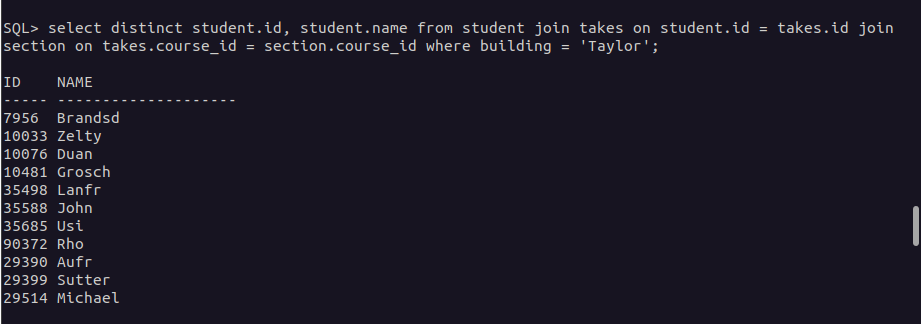 SQL> select distinct student.id, student.name from student join takes on student.id = takes.id join
section on takes.course_id = section.course_id where building = 'Taylor';
ID    NAME
----- --------------------
7956  Brandsd
10033 Zelty
10076 Duan
10481 Grosch
35498 Lanfr
35588 John
35685 Usi
90372 Rho
29390 Aufr
29399 Sutter
29514 Michael